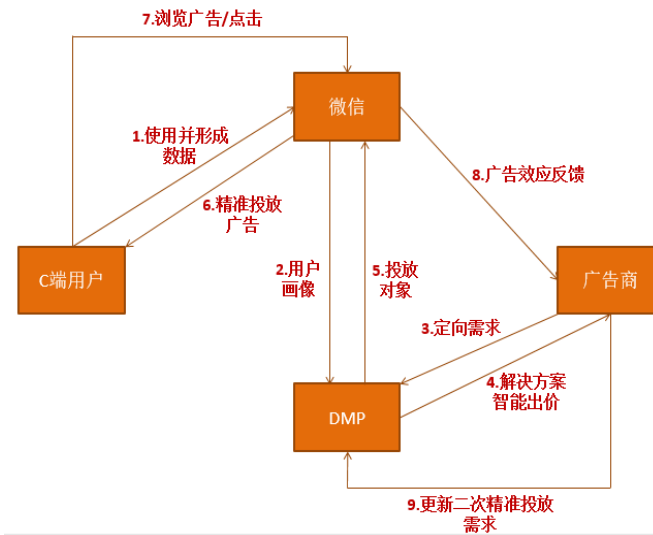 7.浏览广告/点击
微信
1.使用并形成
数据
8.广告效应反馈
6.精准投放
广告
C端用户
2.用户
画像
5.投放
对象
广告商
3.定向需求
4.解决方案
智能出价
DMP
9.更新二次精准投放
需求